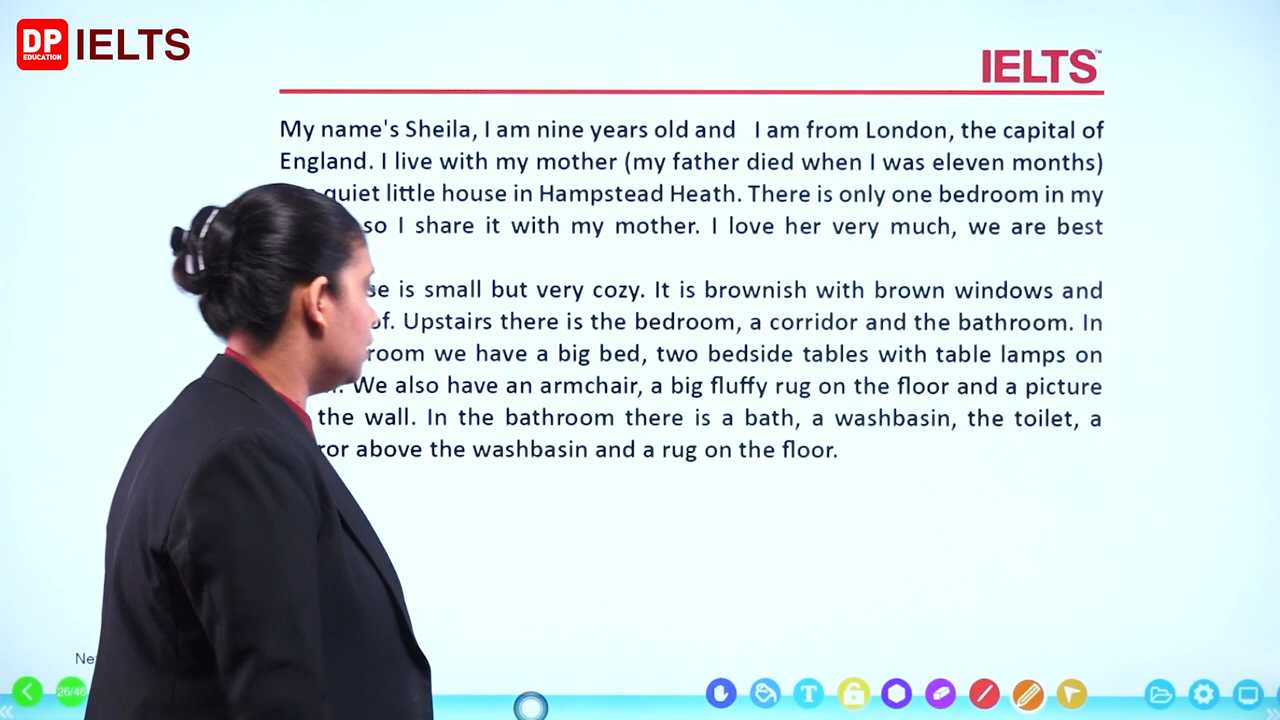 DP
EDUCATION
IELTS
IELTS™
My name's Sheila, I am nine years old and I am from London, the capital of
England. I live with my mother (my father died when I was eleven months)
quiet little house in Hampstead Heath. There is only one bedroom in my
so I share it with my mother. I love her very much, we are best
is small but very cozy. It is brownish with brown windows and
Upstairs there is the bedroom, a corridor and the bathroom. In
we have a big bed, two bedside tables with table lamps on
We also have an armchair, a big fluffy rug on the floor and a picture
the wall. In the bathroom there is a bath, a washbasin, the toilet, a
above the washbasin and a rug on the floor.
26/46
T